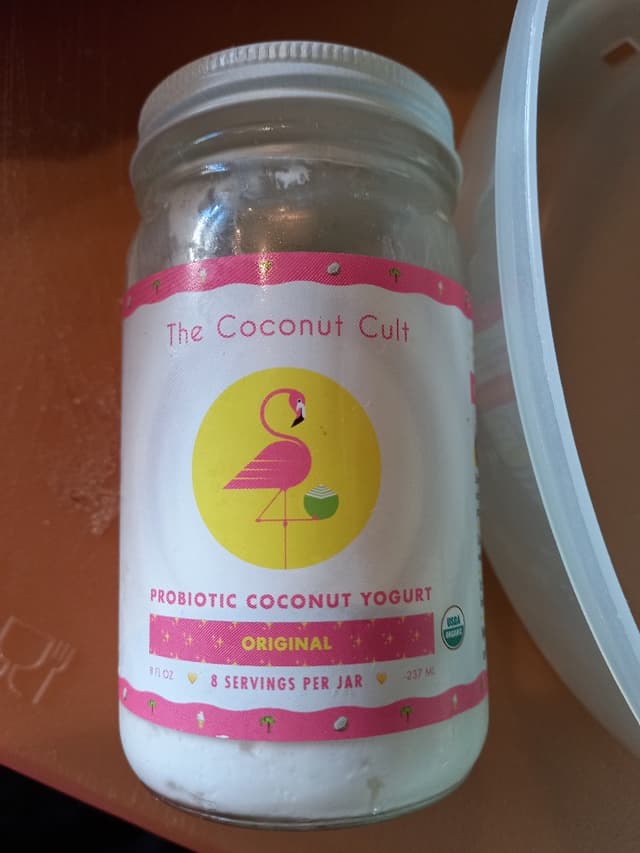 The Coconut Cult
PROBIOTIC COCONUT YOGURT
ORIGINAL
USDA
ORGANIC
8 FL OZ 8 SERVINGS PER JAR 237 ML